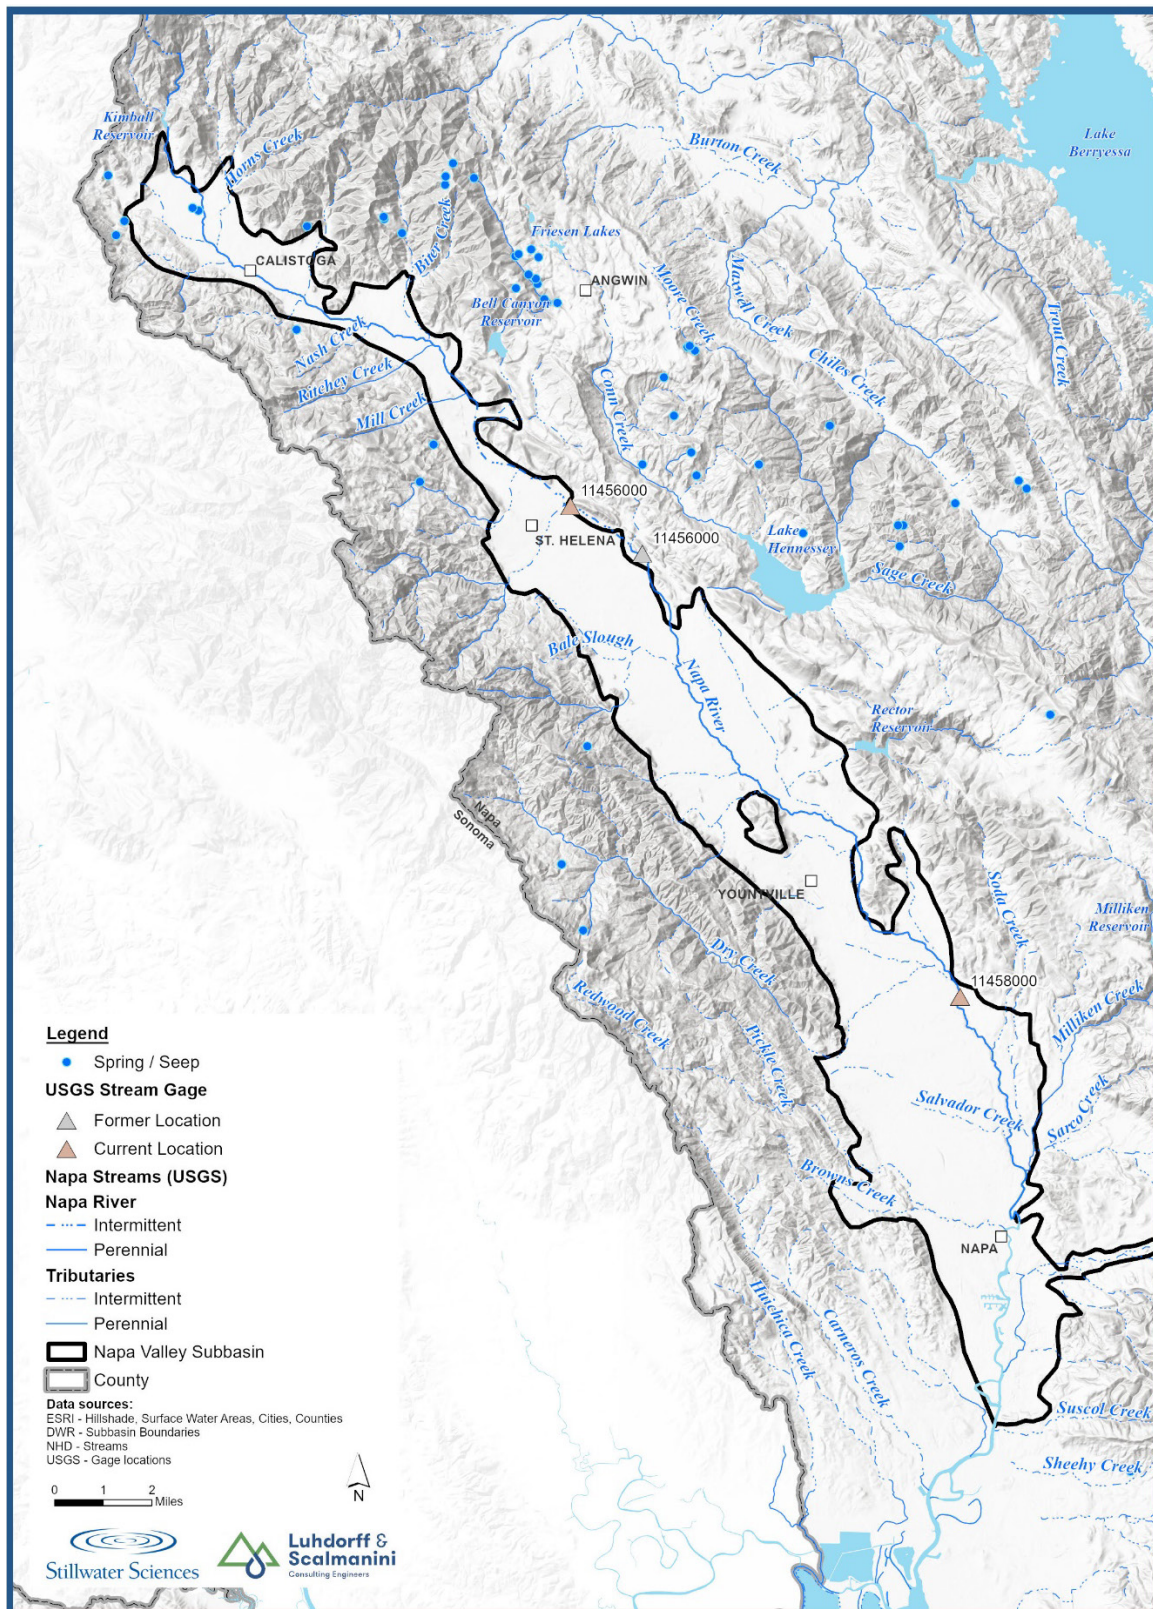 Kimball
Reservoir
Horns Creek
Burton Creek
Lake
Berryessa
Biter Creek
Friesen Lakes
CALISTOGA
ANGWIN
Moore Creek
Maxwell Creek
Trout Creek
Bell Canyon
Reservoir
Nash Creek
Ritchey Creek
Mill Creek
Conn Creek
Chiles Creek
11456000
ST. HELENA
11456000
Lake
Hennessey
Sage Creek
Bale Slough
Napa River
Rector
Reservoir
Napa
Sonoma
YOUNTVILLE
Soda Creek
Milliken
Reservoir
Dry Creek
11458000
Redwood Creek
Milliken Creek
Pickle Creek
Salvador Creek
Sarco Creek
Browns Creek
NAPA
Huichica Creek
Carneros Creek
Suscol Creek
Sheehy Creek
Legend
Spring / Seep
USGS Stream Gage
Former Location
Current Location
Napa Streams (USGS)
Napa River
Intermittent
Perennial
Tributaries
Intermittent
Perennial
Napa Valley Subbasin
County
Data sources:
ESRI - Hillshade, Surface Water Areas, Cities, Counties
DWR - Subbasin Boundaries
NHD - Streams
USGS - Gage locations
0 1 2
Miles
N
Stillwater Sciences
Luhdorff &
Scalmanini
Consulting Engineers